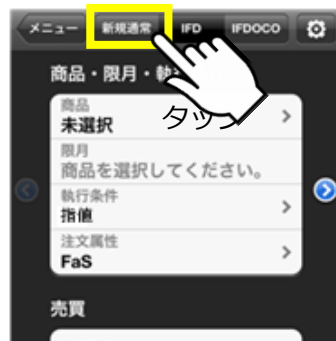 メニュー 新規通常 IFD IFDOCO
商品・限月・執
商品
未選択
タップ
限月
商品を選択してください。
執行条件
指値
注文属性
FaS
売買